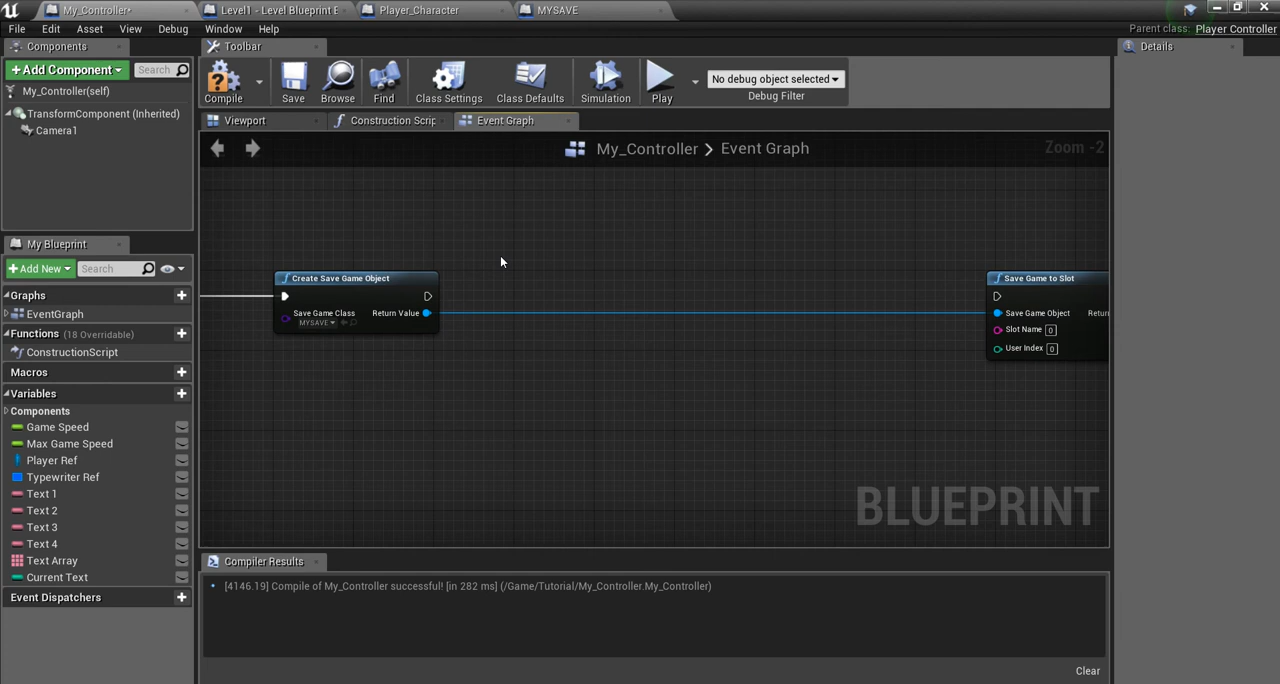 My_Controller*
Level1 - Level Blueprint E
Player_Character
MYSAVE
File Edit Asset View Debug Window Help
Parent class: Player Controller
Components
Toolbar
Details
+Add Component
Search
My_Controller(self)
TransformComponent (Inherited)
Camera1
Compile
Save
Browse
Find
Class Settings
Class Defaults
Simulation
Play
No debug object selected
Debug Filter
Viewport
Construction Scrip
Event Graph
My_Controller > Event Graph
Zoom -2
My Blueprint
+Add New
Search
Graphs
EventGraph
Functions (18 Overridable)
ConstructionScript
Macros
Variables
Components
Game Speed
Max Game Speed
Player Ref
Typewriter Ref
Text 1
Text 2
Text 3
Text 4
Text Array
Current Text
Event Dispatchers
Create Save Game Object
Save Game Class
MYSAVE
Return Value
Save Game to Slot
Save Game Object
Return
Slot Name 0
User Index 0
BLUEPRINT
Compiler Results
[4146.19] Compile of My_Controller successful! [in 282 ms] (/Game/Tutorial/My_Controller.My_Controller)
Clear